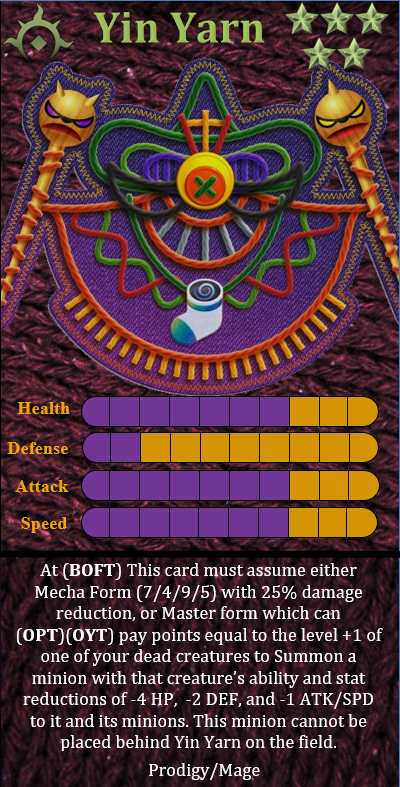 Yin Yarn
Health
Defense
Attack
Speed
At (BOFT) This card must assume either
Mecha Form (7/4/9/5) with 25% damage
reduction, or Master form which can
(OPT)(OYT) pay points equal to the level +1 of
one of your dead creatures to Summon a
minion with that creature's ability and stat
reductions of -4 HP, -2 DEF, and -1 ATK/SPD
to it and its minions. This minion cannot be
placed behind Yin Yarn on the field.
Prodigy/Mage